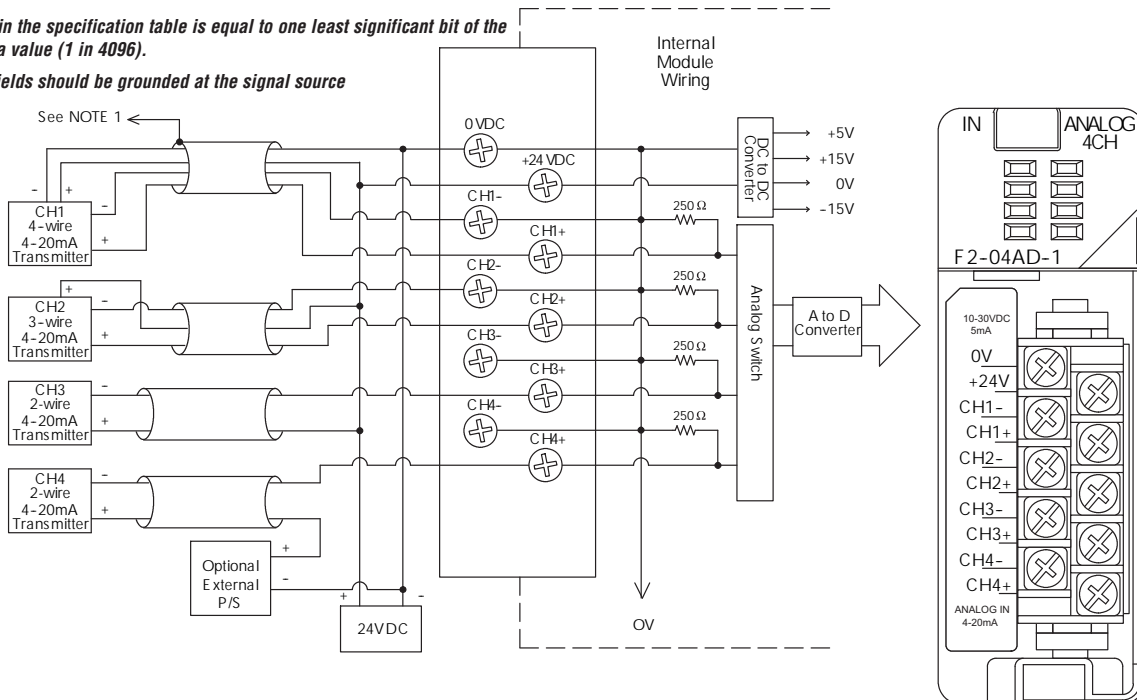 in the specification table is equal to one least significant bit of the
a value (1 in 4096).
ields should be grounded at the signal source
See NOTE 1
Internal
Module
Wiring
0VDC
+24 VDC
CH1-
CH1+
CH2-
CH2+
CH3-
CH3+
CH4-
CH4+
- +
CH1
4-wire
4-20mA
Transmitter
-
+
+
CH2
3-wire
4-20mA
Transmitter
-
+
CH3
2-wire
4-20mA
Transmitter
-
+
CH4
2-wire
4-20mA
Transmitter
-
+
Optional
External
P/S
+
-
+ -
24VDC
250 Ω
250 Ω
250 Ω
250 Ω
DC to DC
Converter
+5V
+15V
0V
-15V
Analog Switch
A to D
Converter
OV
IN
ANALOG
4CH
F2-04AD-1
10-30VDC
5mA
0V
+24V
CH1-
CH1+
CH2-
CH2+
CH3-
CH3+
CH4-
CH4+
ANALOG IN
4-20mA